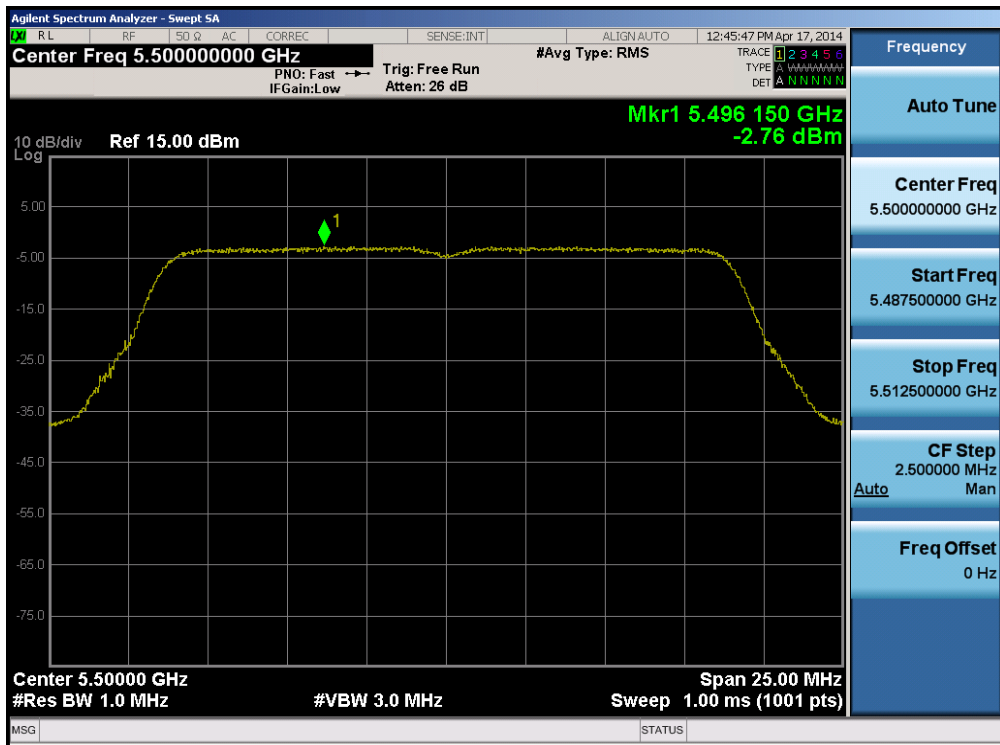 Agilent Spectrum Analyzer - Swept SA
LXI RL RF 50 Ω AC CORREC SENSE:INT ALIGNAUTO 12:45:47 PM Apr 17, 2014
Center Freq 5.500000000 GHz
#Avg Type: RMS
TRACE 1 2 3 4 5 6
PNO: Fast
Trig: Free Run
TYPE A
IFGain:Low
Atten: 26 dB
DET A N N N N N
Mkr1 5.496 150 GHz
-2.76 dBm
10 dB/div Ref 15.00 dBm
Log
1
5.00
-5.00
-15.0
-25.0
-35.0
-45.0
-55.0
-65.0
-75.0
Center 5.50000 GHz Span 25.00 MHz
#Res BW 1.0 MHz #VBW 3.0 MHz Sweep 1.00 ms (1001 pts)
MSG STATUS
Frequency
Auto Tune
Center Freq
5.500000000 GHz
Start Freq
5.487500000 GHz
Stop Freq
5.512500000 GHz
CF Step
2.500000 MHz
Auto Man
Freq Offset
0 Hz